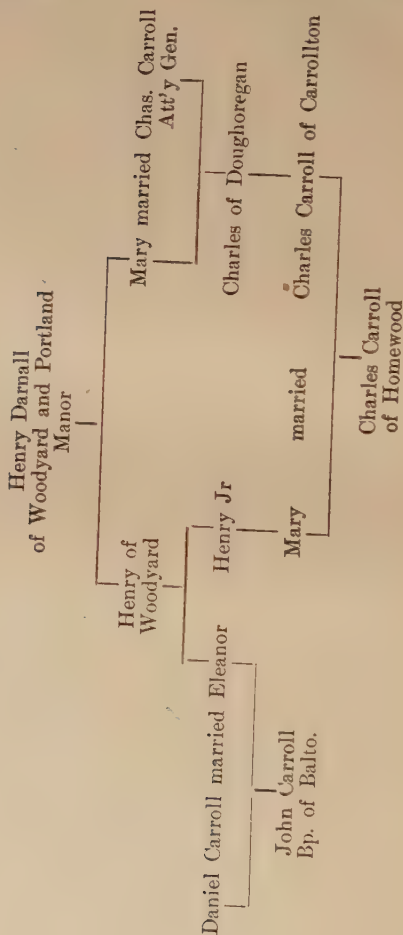 Henry Darnall
of Woodyard and Portland
Manor
Mary married Chas. Carroll
Att'y Gen.
Henry of
Woodyard
Charles of Doughoregan
Henry Jr
Daniel Carroll married Eleanor
Mary married Charles Carroll of Carrollton
John Carroll
Bp. of Balto.
Charles Carroll
of Homewood